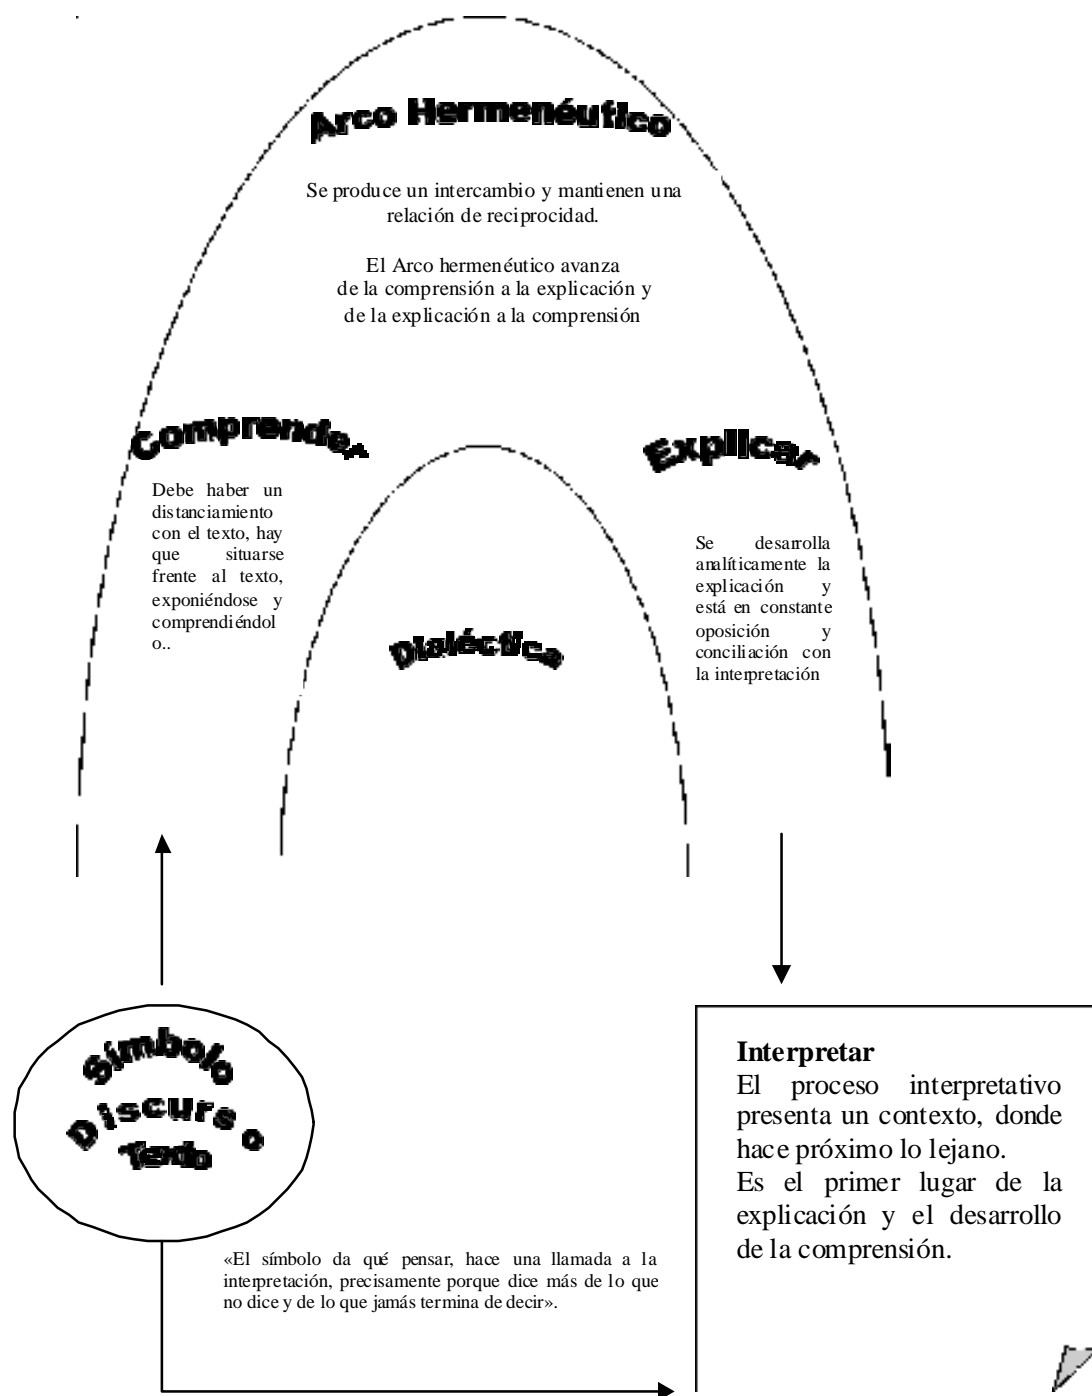 Arco Hermenéutico
Se produce un intercambio y mantienen una
relación de reciprocidad.
El Arco hermenéutico avanza
de la comprensión a la explicación y
de la explicación a la comprensión
Comprender
Debe haber un
distanciamiento
con el texto, hay
que situarse
frente al texto,
exponiéndose y
comprendiéndol
o..
Explicar
Se desarrolla
analíticamente la
explicación y
está en constante
oposición y
conciliación con
la interpretación
Dialéctica
Símbolo
Discurso
Texto
«El símbolo da qué pensar, hace una llamada a la
interpretación, precisamente porque dice más de lo que
no dice y de lo que jamás termina de decir».
Interpretar
El proceso interpretativo
presenta un contexto, donde
hace próximo lo lejano.
Es el primer lugar de la
explicación y el desarrollo
de la comprensión.